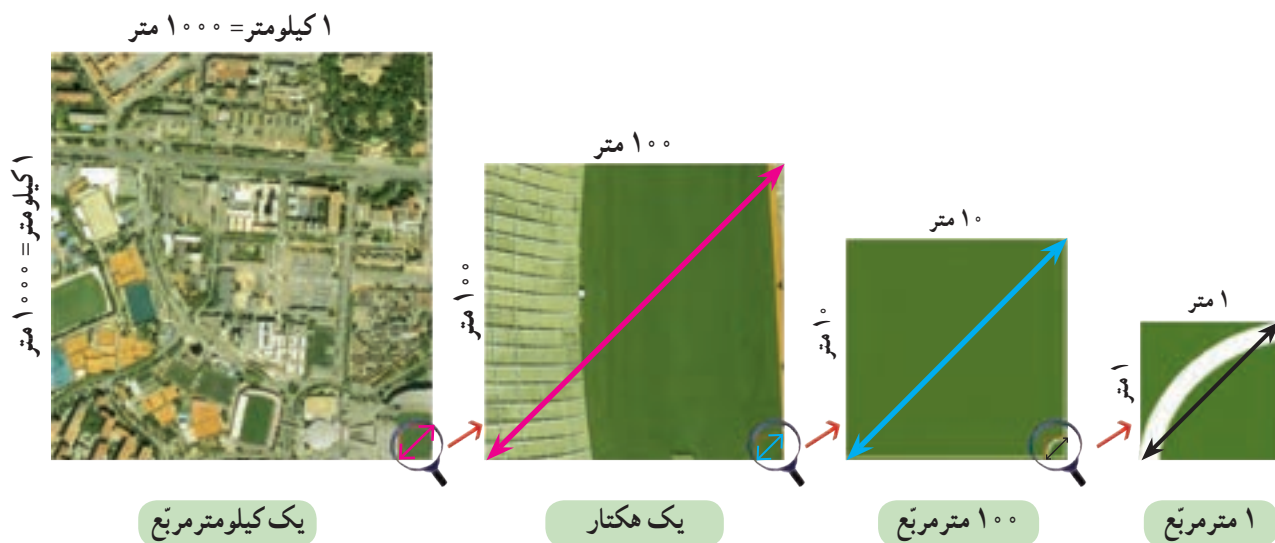 ۱ کیلومتر = ۱۰۰۰ متر
۱ کیلومتر = ۱۰۰۰ متر
یک کیلومترمربّع
۱۰۰ متر
۱۰۰ متر
یک هکتار
۱۰ متر
۱۰ متر
۱۰۰ مترمربّع
۱ متر
۱ متر
۱ مترمربّع